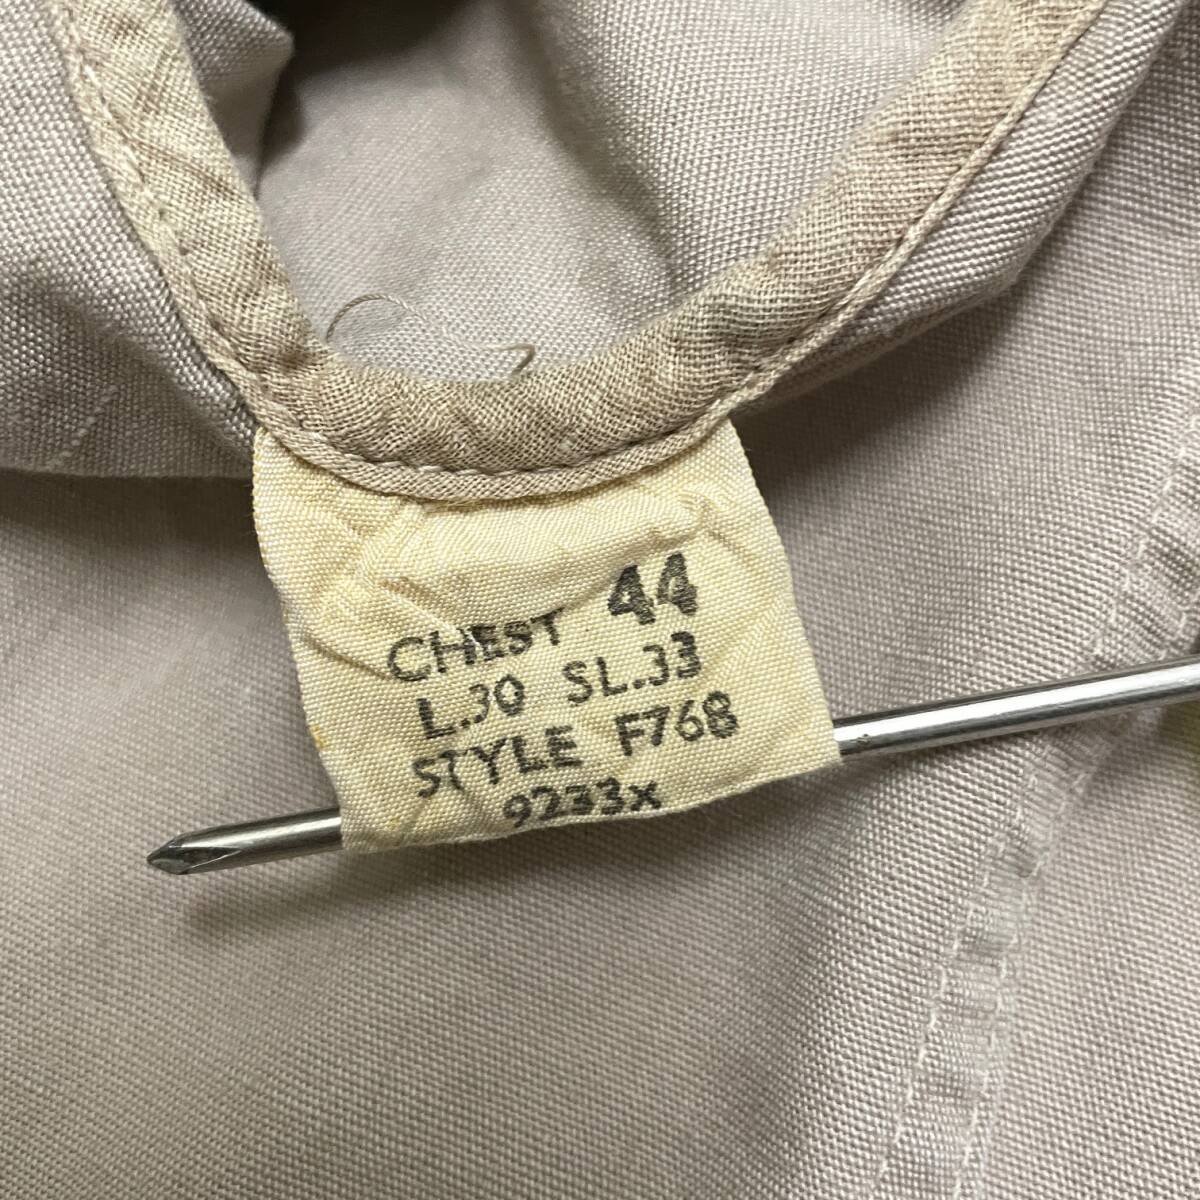 CHEST 44
L.30 SL.33
STYLE F768
9233x